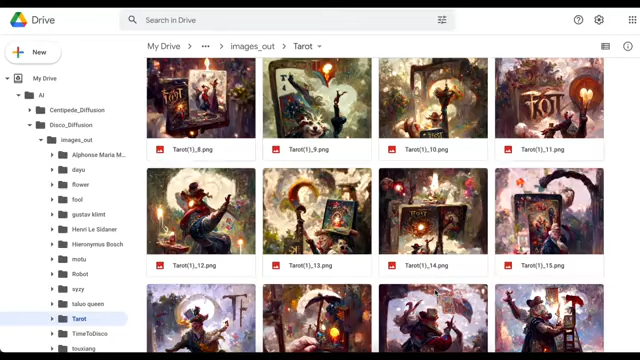 Drive
Search in Drive
New
My Drive
images_out
Tarot
My Drive
AI
Centipede_Diffusion
Disco_Diffusion
images_out
Alphonse Maria M...
dayu
flower
fool
gustav klimt
Henri Le Sidaner
Hieronymus Bosch
motu
Robot
syzy
taluo queen
Tarot
TimeToDisco
touxiang
Tarot(1)_8.png
Tarot(1)_9.png
Tarot(1)_10.png
Tarot(1)_11.png
Tarot(1)_12.png
Tarot(1)_13.png
Tarot(1)_14.png
Tarot(1)_15.png